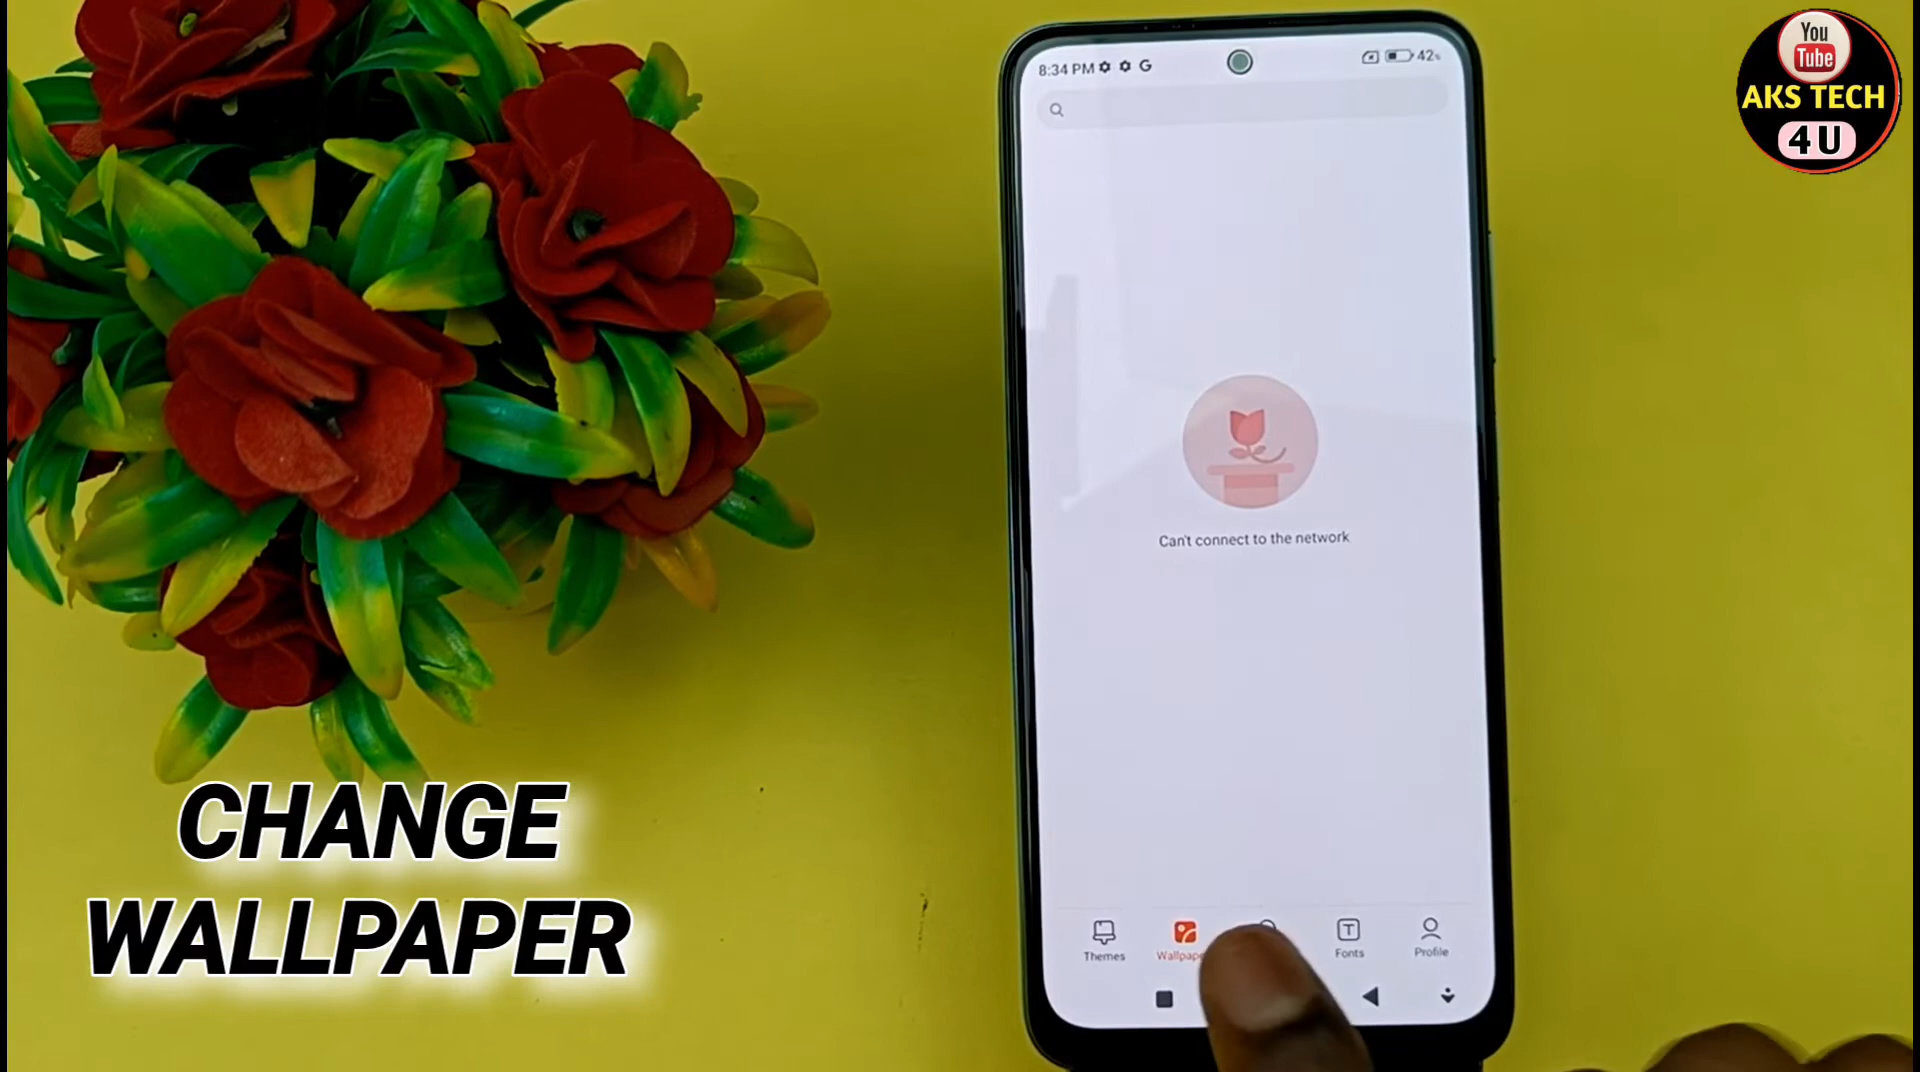 You
Tube
AKS TECH
4U
8:34 PM G 42%
Can't connect to the network
Themes
Fonts
Profile
CHANGE
WALLPAPER